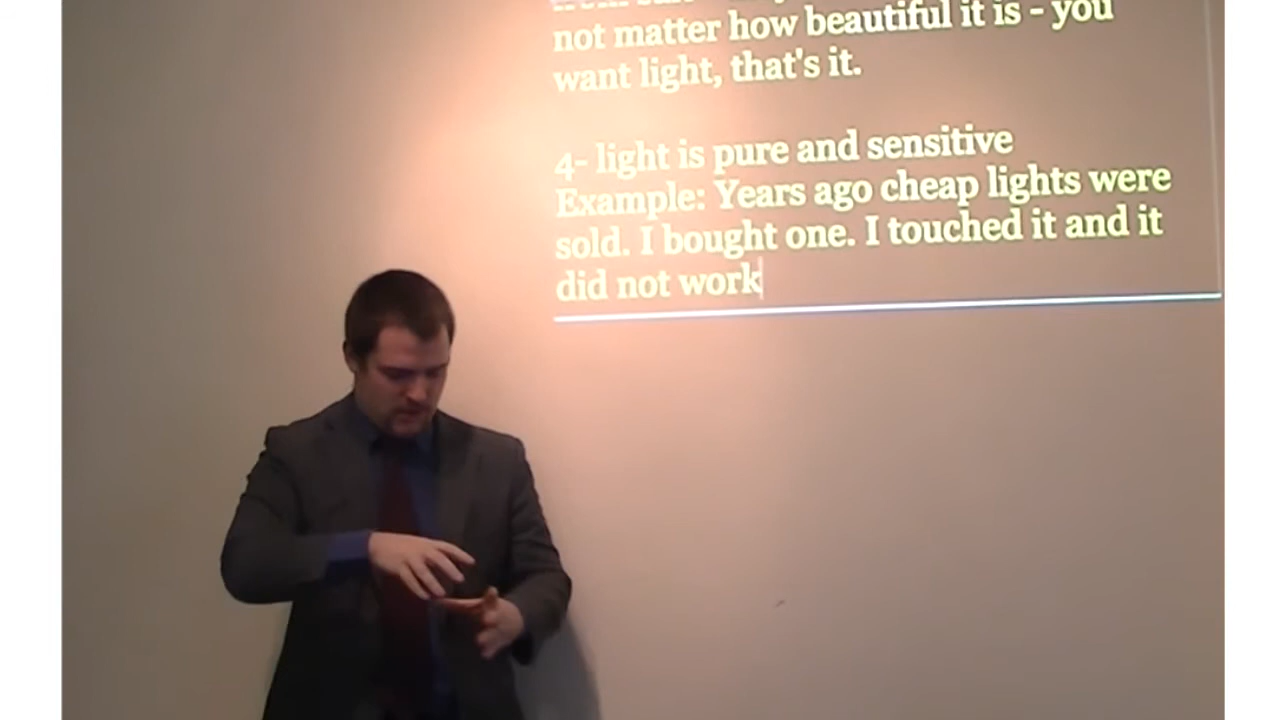 not matter how beautiful it is - you
want light, that's it.
4- light is pure and sensitive
Example: Years ago cheap lights were
sold. I bought one. I touched it and it
did not work